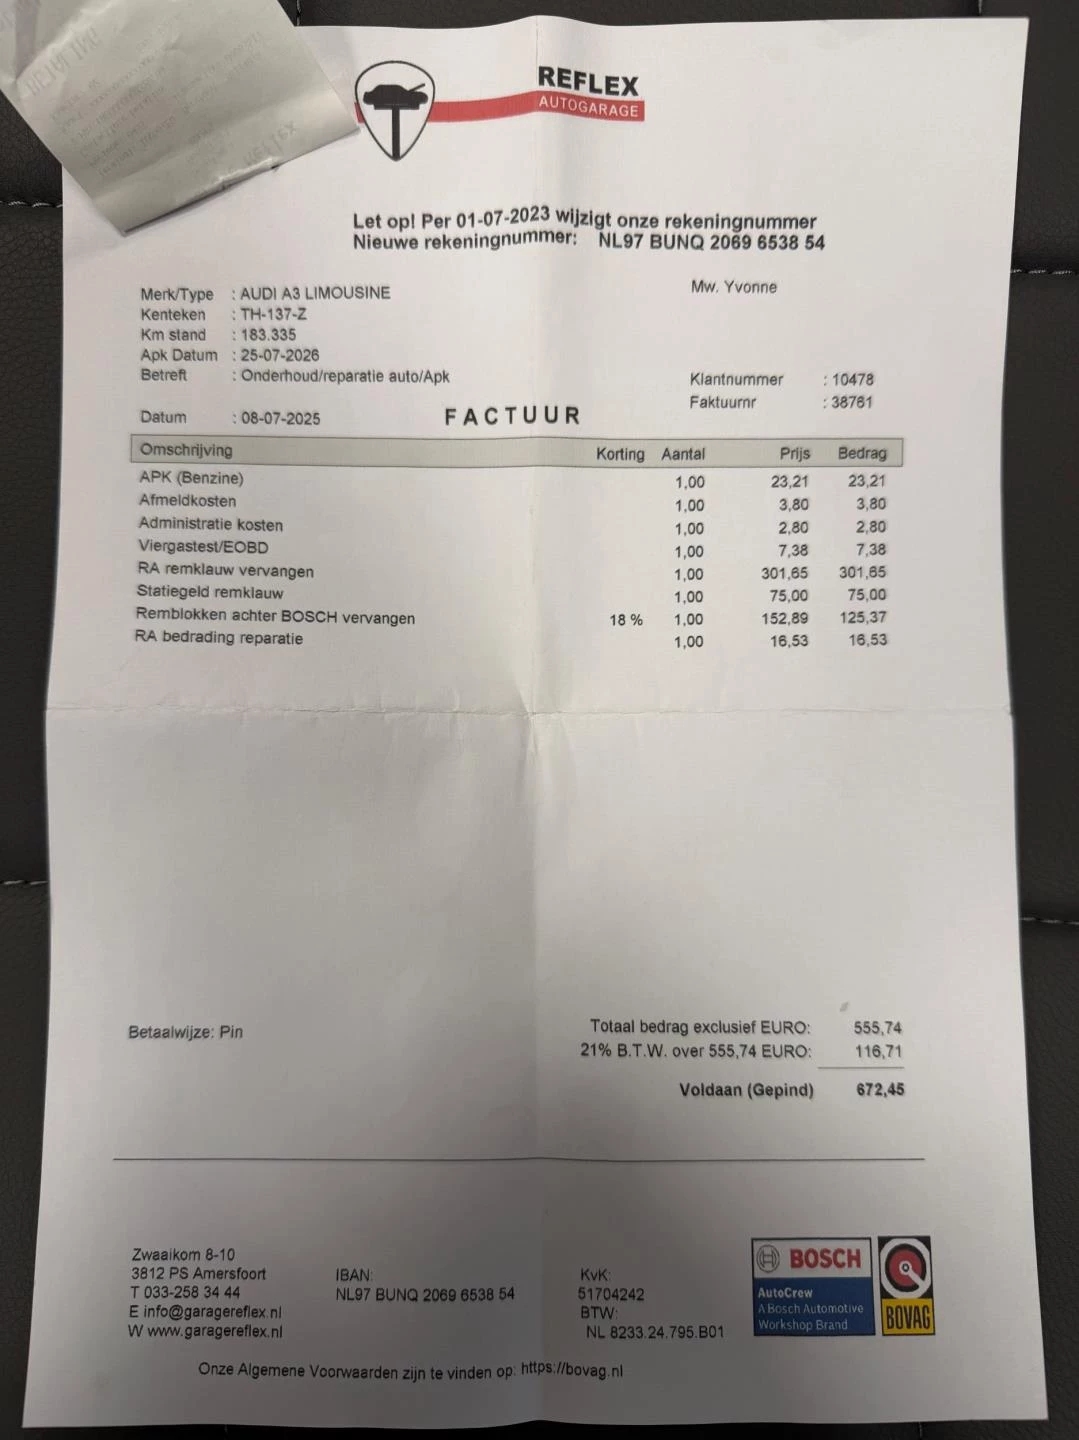 REFLEX
AUTOGARAGE
Let op! Per 01-07-2023 wijzigt onze rekeningnummer
Nieuwe rekeningnummer: NL97 BUNQ 2069 6538 54
Merk/Type : AUDI A3 LIMOUSINE
Mw. Yvonne
Kenteken : TH-137-Z
Km stand : 183.335
Apk Datum : 25-07-2026
Betreft : Onderhoud/reparatie auto/Apk
Klantnummer : 10478
Faktuurnr : 38761
Datum : 08-07-2025
FACTUUR
Omschrijving Korting Aantal Prijs Bedrag
APK (Benzine) 1,00 23,21 23,21
Afmeldkosten 1,00 3,80 3,80
Administratie kosten 1,00 2,80 2,80
Viergastest/EOBD 1,00 7,38 7,38
RA remklauw vervangen 1,00 301,65 301,65
Statiegeld remklauw 1,00 75,00 75,00
Remblokken achter BOSCH vervangen 18 % 1,00 152,89 125,37
RA bedrading reparatie 1,00 16,53 16,53
Betaalwijze: Pin
Totaal bedrag exclusief EURO: 555,74
21% B.T.W. over 555,74 EURO: 116,71
Voldaan (Gepind) 672,45
Zwaaikom 8-10
3812 PS Amersfoort
T 033-258 34 44
E info@garagereflex.nl
W www.garagereflex.nl
IBAN:
NL97 BUNQ 2069 6538 54
KvK:
51704242
BTW:
NL 8233.24.795.B01
BOSCH
AutoCrew
A Bosch Automotive
Workshop Brand
BOVAG
Onze Algemene Voorwaarden zijn te vinden op: https://bovag.nl